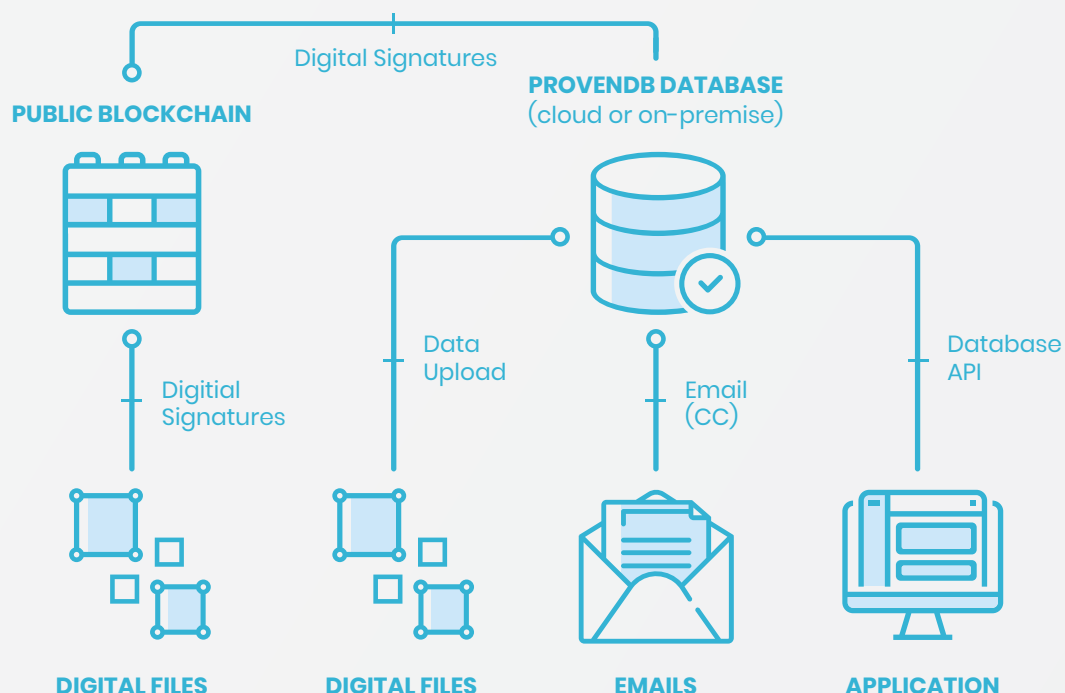 Digital Signatures
PUBLIC BLOCKCHAIN
PROVENDB DATABASE
(cloud or on-premise)
Digitial
Signatures
Data
Upload
Email
(CC)
Database
API
DIGITAL FILES
DIGITAL FILES
EMAILS
APPLICATION